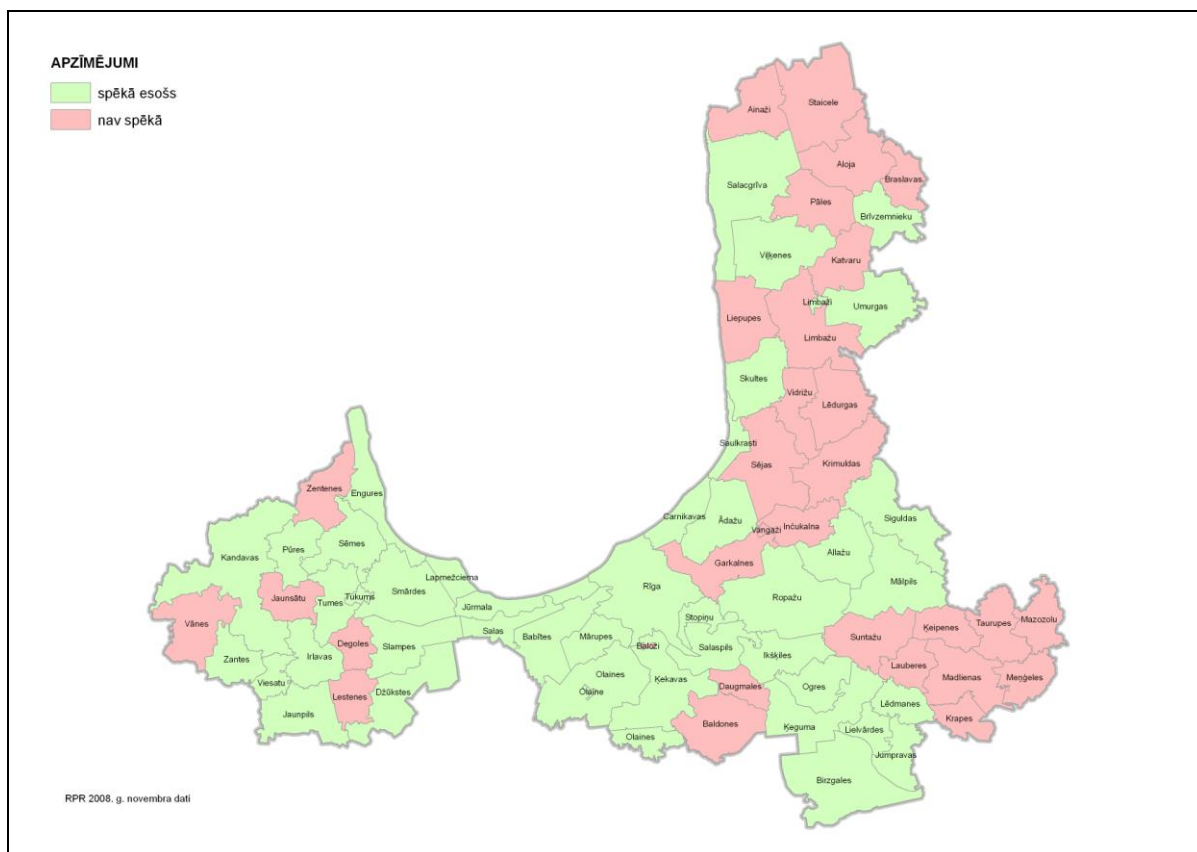 APZĪMĒJUMI
spēkā esošs
nav spēkā
Ainaži
Staicele
Aloja
Braslavas
Salacgrīva
Pāles
Brīvzemnieku
Viļķenes
Katvaru
Limbaži
Umurgas
Liepupes
Limbažu
Skultes
Vidrižu
Lēdurgas
Saulkrasti
Sējas
Krimuldas
Zentenes
Engures
Carnikavas
Ādažu
Vangaži
Inčukalna
Siguldas
Kandavas
Pūres
Sēmes
Allažu
Garkalnes
Lapmežciema
Rīga
Mālpils
Jaunsātu
Tumes
Tukums
Smārdes
Jūrmala
Ropažu
Vānes
Stopiņu
Ķeipenes
Taurupes
Mazozolu
Salas
Babītes
Mārupes
Baloži
Salaspils
Suntažu
Degoles
Slampes
Zantes
Irlavas
Ikšķiles
Lauberes
Madlienas
Meņģeles
Viesatu
Olaines
Ķekavas
Daugmales
Ogres
Lestenes
Džūkstes
Olaine
Lēdmanes
Jaunpils
Baldones
Ķeguma
Krapes
Olaines
Lielvārdes
Jumpravas
Birzgales
RPR 2008. g. novembra dati